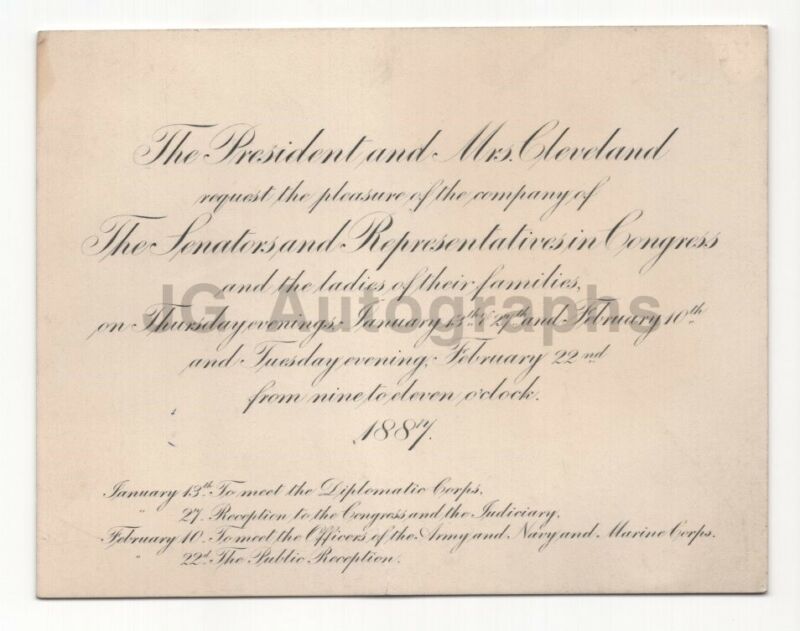 The President and Mrs. Cleveland
request the pleasure of the company of
The Senators and Representatives in Congress
and the ladies of their families,
JG Autographs
on Thursday evenings, January 13th & 27th and February 10th
and Tuesday evening, February 22nd
from nine to eleven o'clock.
1887.
January 13th To meet the Diplomatic Corps.
" 27. Reception to the Congress and the Judiciary.
February 10. To meet the Officers of the Army and Navy and Marine Corps.
" 22d. The Public Reception.